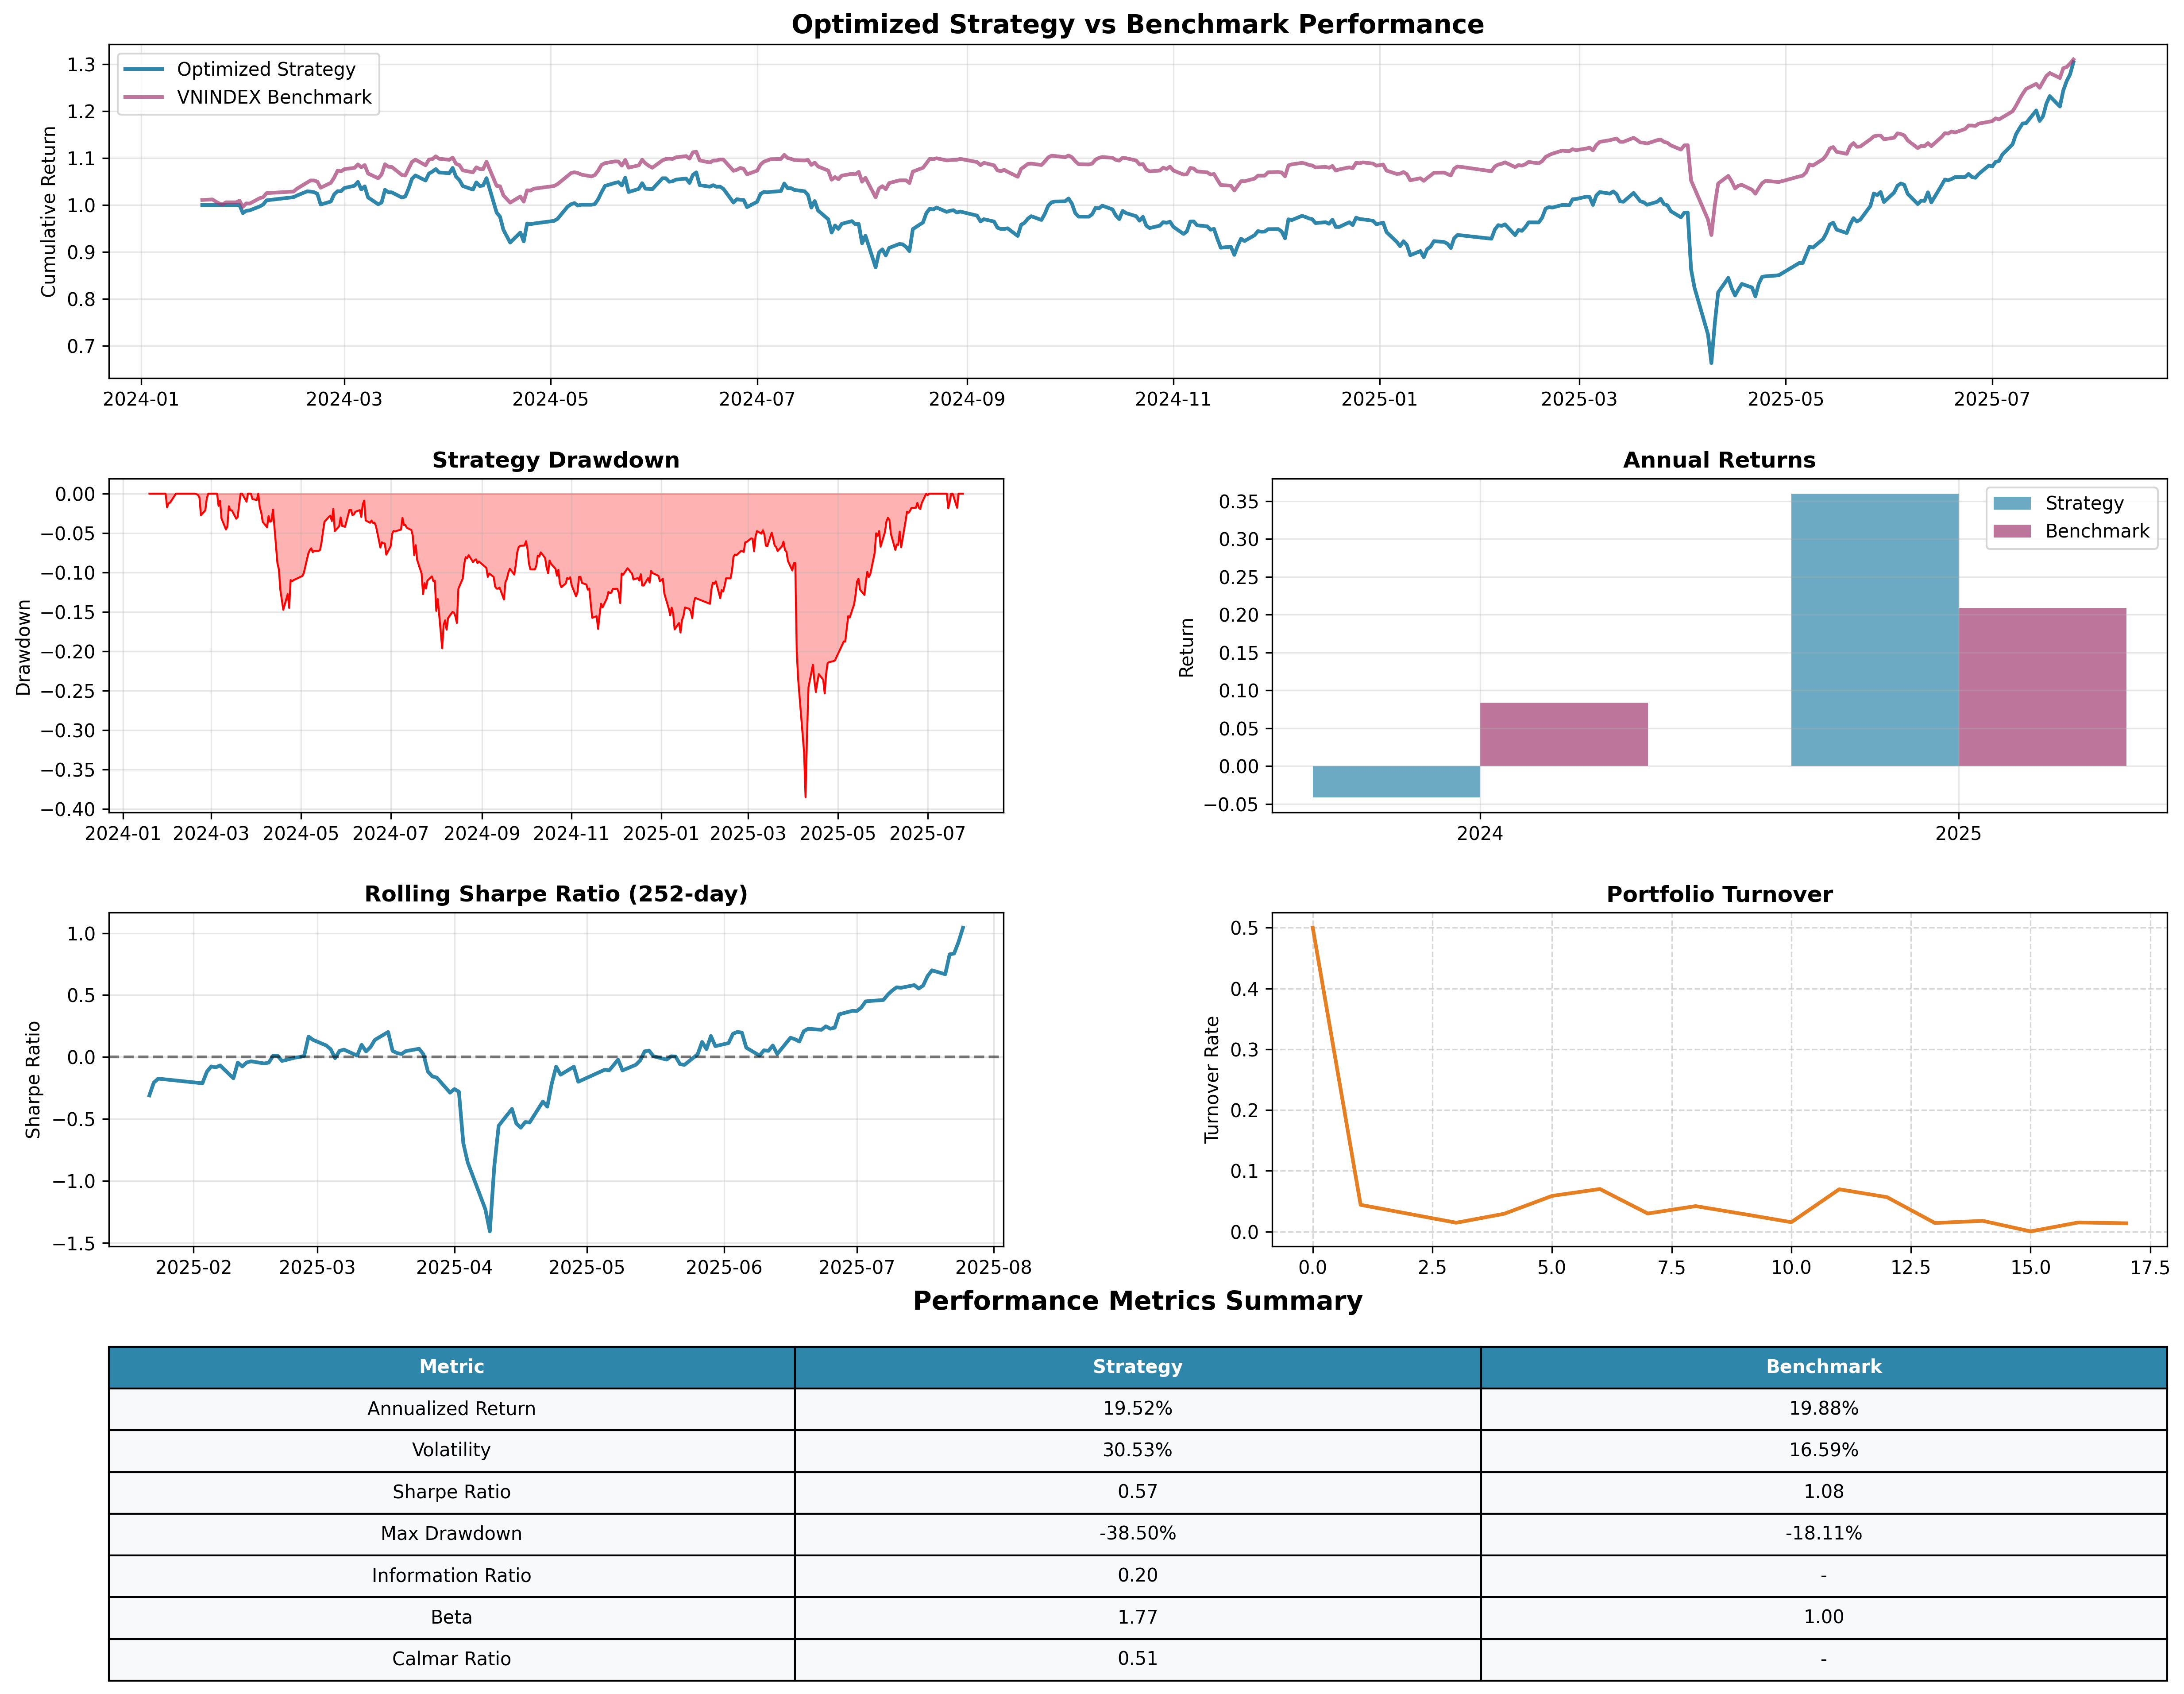 Optimized Strategy vs Benchmark Performance
Optimized Strategy
VNINDEX Benchmark
Cumulative Return
1.3
1.2
1.1
1.0
0.9
0.8
0.7
2024-01 2024-03 2024-05 2024-07 2024-09 2024-11 2025-01 2025-03 2025-05 2025-07
Strategy Drawdown
Drawdown
0.00
−0.05
−0.10
−0.15
−0.20
−0.25
−0.30
−0.35
−0.40
2024-01 2024-03 2024-05 2024-07 2024-09 2024-11 2025-01 2025-03 2025-05 2025-07
Annual Returns
Strategy
Benchmark
Return
0.35
0.30
0.25
0.20
0.15
0.10
0.05
0.00
−0.05
2024 2025
Rolling Sharpe Ratio (252-day)
Sharpe Ratio
1.0
0.5
0.0
−0.5
−1.0
−1.5
2025-02 2025-03 2025-04 2025-05 2025-06 2025-07 2025-08
Portfolio Turnover
Turnover Rate
0.5
0.4
0.3
0.2
0.1
0.0
0.0 2.5 5.0 7.5 10.0 12.5 15.0 17.5
Performance Metrics Summary
Metric Strategy Benchmark
Annualized Return 19.52% 19.88%
Volatility 30.53% 16.59%
Sharpe Ratio 0.57 1.08
Max Drawdown -38.50% -18.11%
Information Ratio 0.20 -
Beta 1.77 1.00
Calmar Ratio 0.51 -